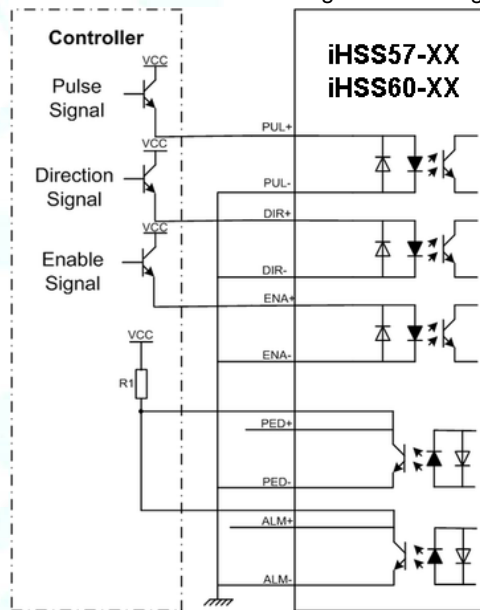 Controller
iHSS57-XX
iHSS60-XX
VCC
Pulse
Signal
PUL+
VCC
Direction
Signal
PUL-
DIR+
VCC
Enable
Signal
DIR-
ENA+
VCC
ENA-
R1
PED+
PED-
ALM+
ALM-